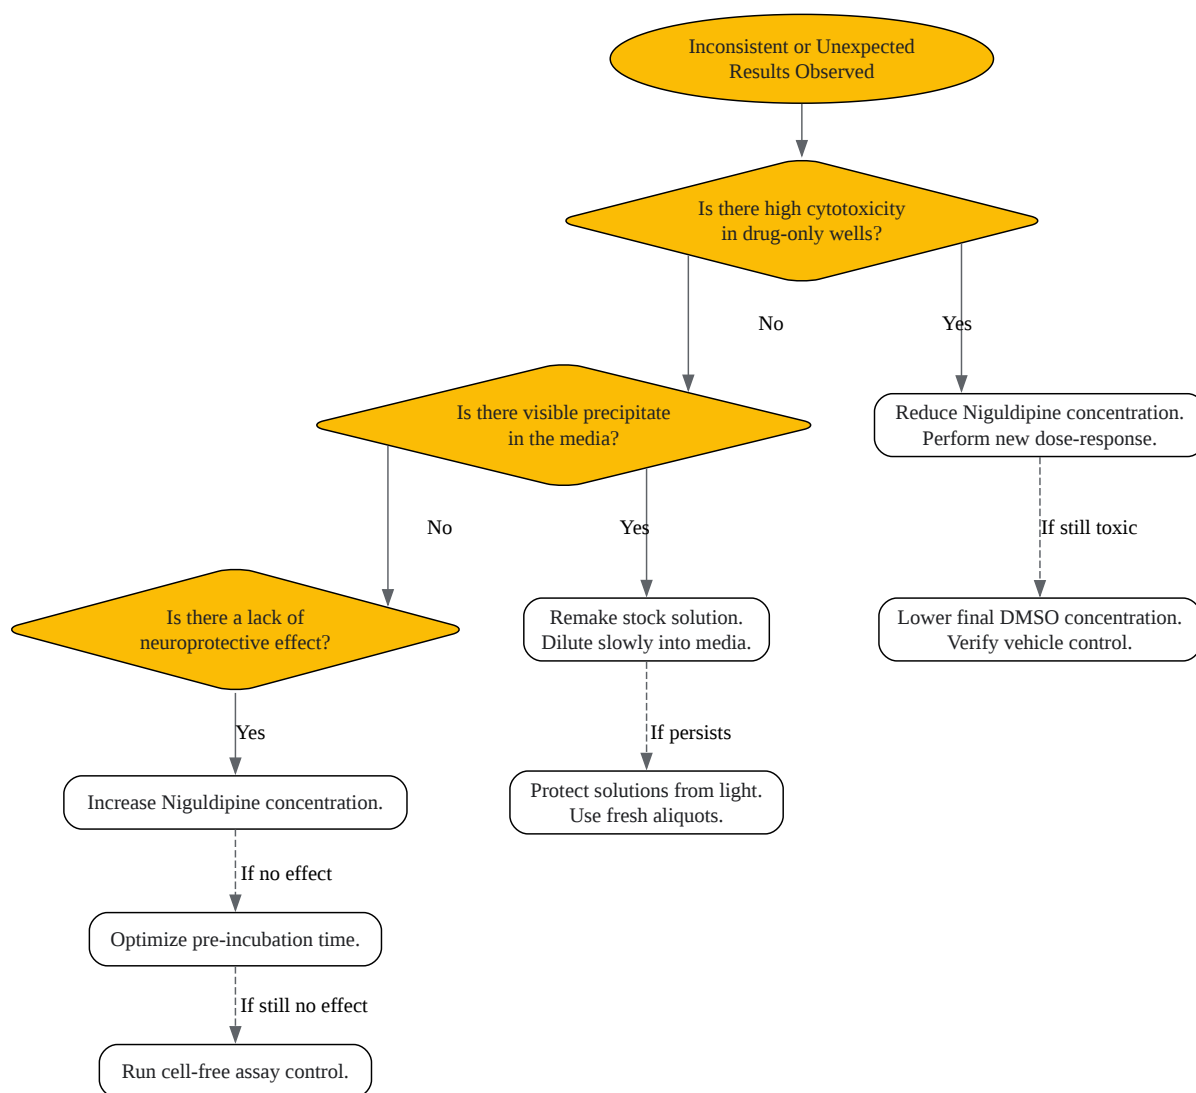 Inconsistent or Unexpected
Results Observed
Is there high cytotoxicity
in drug-only wells?
No
Yes
Is there visible precipitate
in the media?
Reduce Niguldipine concentration.
Perform new dose-response.
No
Yes
If still toxic
Is there a lack of
neuroprotective effect?
Remake stock solution.
Dilute slowly into media.
Lower final DMSO concentration.
Verify vehicle control.
Yes
If persists
Increase Niguldipine concentration.
Protect solutions from light.
Use fresh aliquots.
If no effect
Optimize pre-incubation time.
If still no effect
Run cell-free assay control.